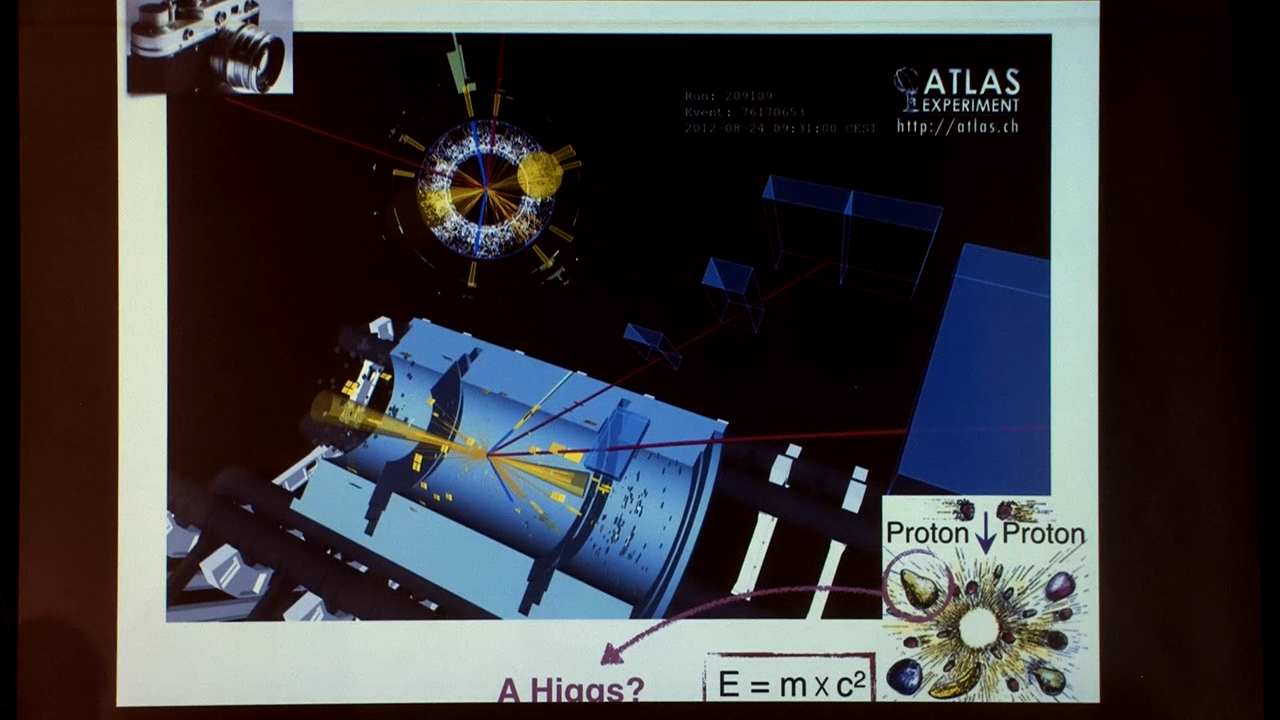 ATLAS
EXPERIMENT
http://atlas.ch
Run: 209109
Event: 76170653
2012-08-24 09:31:00 CEST
Proton Proton
A Higgs?
E = m x c²